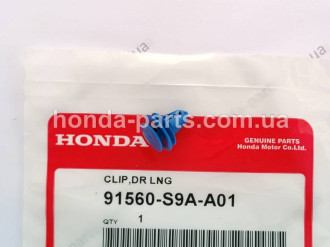 honda-parts.com.ua
HONDA
GENUINE PARTS
Honda Motor Co., Ltd.
CLIP,DR LNG
91560-S9A-A01
QTY 1